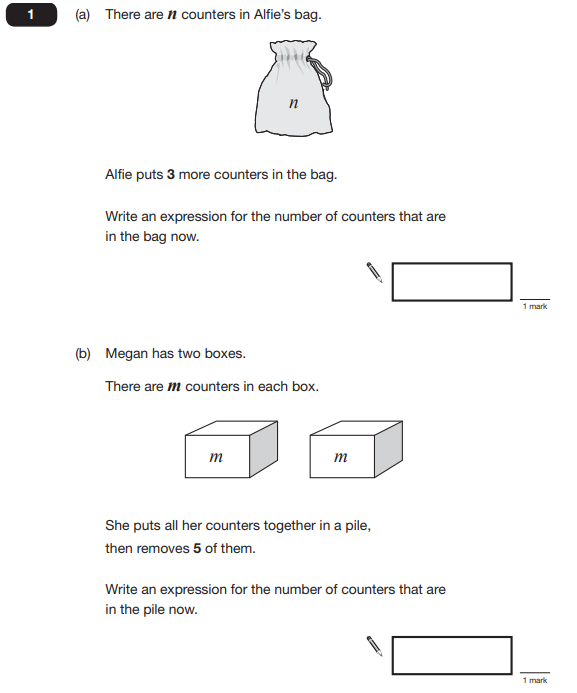 1 (a) There are n counters in Alfie's bag.
n
Alfie puts 3 more counters in the bag.
Write an expression for the number of counters that are
in the bag now.
1 mark
(b) Megan has two boxes.
There are m counters in each box.
m m
She puts all her counters together in a pile,
then removes 5 of them.
Write an expression for the number of counters that are
in the pile now.
1 mark